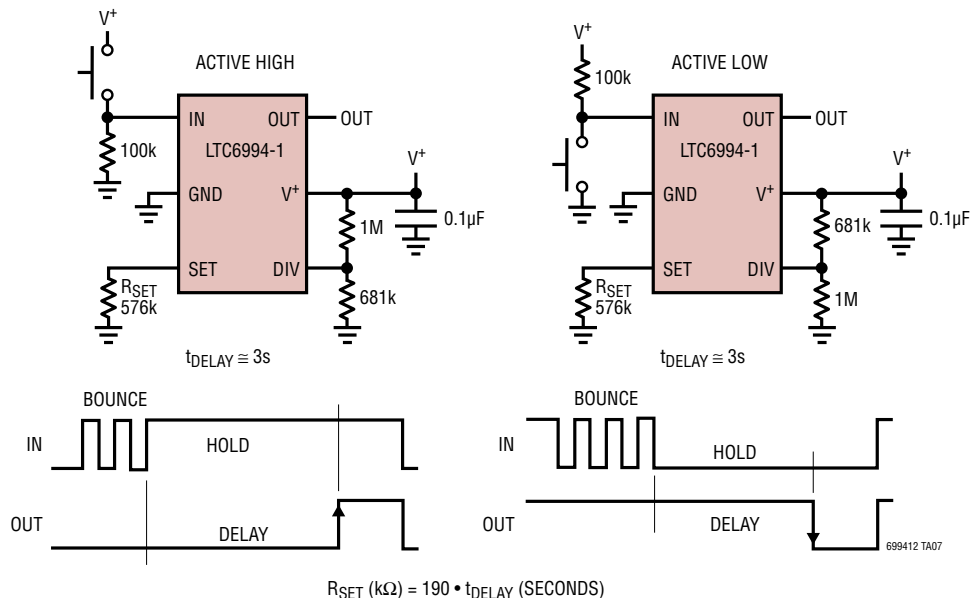 V+
ACTIVE HIGH
IN
OUT
OUT
LTC6994-1
100k
V+
GND
V+
1M
0.1µF
SET
DIV
RSET
576k
681k
tDELAY ≅ 3s
V+
100k
ACTIVE LOW
IN
OUT
OUT
LTC6994-1
V+
GND
V+
681k
0.1µF
SET
DIV
RSET
576k
1M
tDELAY ≅ 3s
BOUNCE
IN
HOLD
OUT
DELAY
BOUNCE
IN
HOLD
OUT
DELAY
699412 TA07
RSET (kΩ) = 190 • tDELAY (SECONDS)